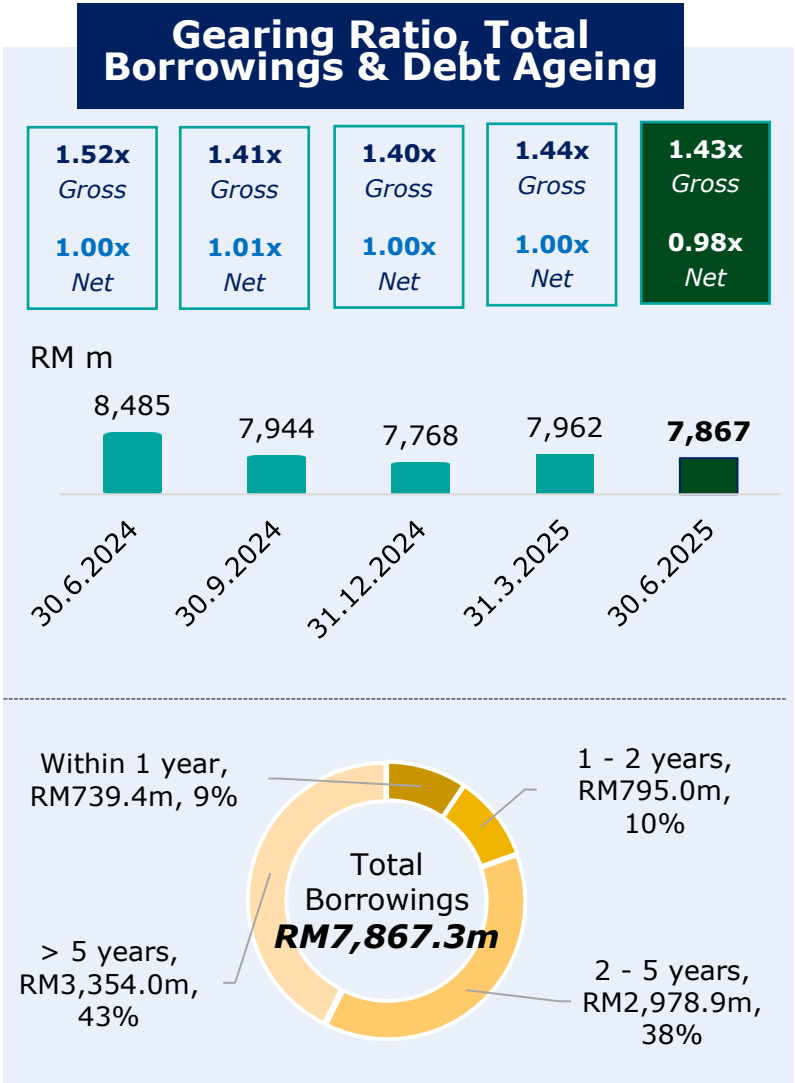 Gearing Ratio, Total
Borrowings & Debt Ageing
1.52x
Gross
1.00x
Net
1.41x
Gross
1.01x
Net
1.40x
Gross
1.00x
Net
1.44x
Gross
1.00x
Net
1.43x
Gross
0.98x
Net
RM m
8,485
7,944
7,768
7,962
7,867
30.6.2024
30.9.2024
31.12.2024
31.3.2025
30.6.2025
Within 1 year,
RM739.4m, 9%
1 - 2 years,
RM795.0m,
10%
Total
Borrowings
RM7,867.3m
> 5 years,
RM3,354.0m,
43%
2 - 5 years,
RM2,978.9m,
38%